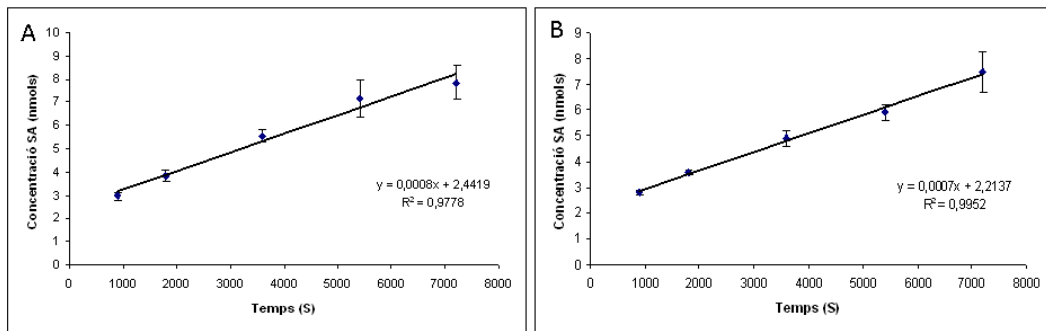 A
Concentració SA (nmols)
10
9
8
7
6
5
4
3
2
1
0
y = 0,0008x + 2,4419
R² = 0,9778
0 1000 2000 3000 4000 5000 6000 7000 8000
Temps (S)
B
Concentració SA (nmols)
9
8
7
6
5
4
3
2
1
0
y = 0,0007x + 2,2137
R² = 0,9952
0 1000 2000 3000 4000 5000 6000 7000 8000
Temps (S)